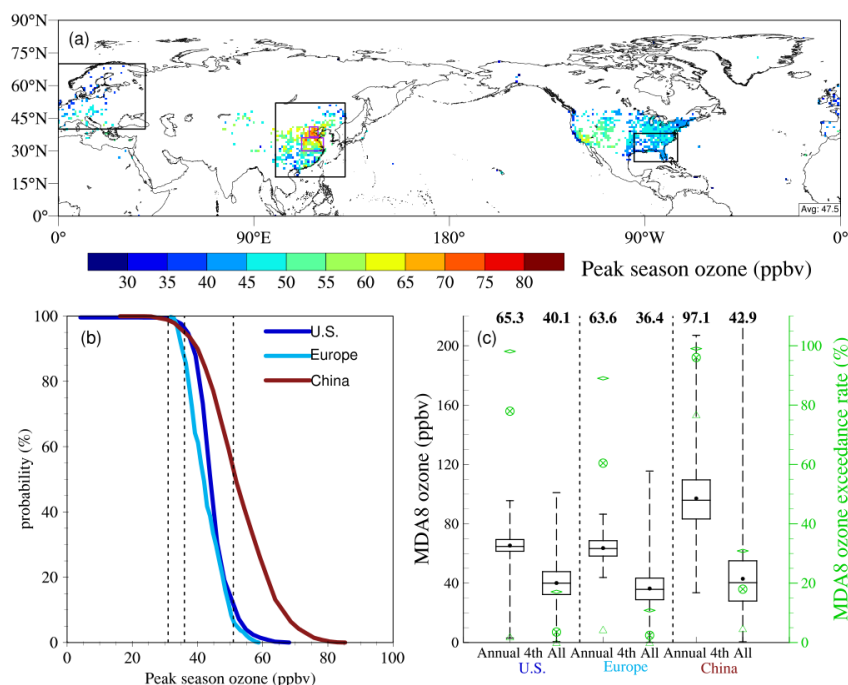 90°N
75°N
60°N
45°N
30°N
15°N
0°
(a)
Avg: 47.5
0° 90°E 180° 90°W 0°
30 35 40 45 50 55 60 65 70 75 80
Peak season ozone (ppbv)
100
80
60
40
20
0
probability (%)
(b)
U.S.
Europe
China
0 20 40 60 80 100
Peak season ozone (ppbv)
65.3 40.1 63.6 36.4 97.1 42.9
(c)
200
160
120
80
40
0
MDA8 ozone (ppbv)
100
80
60
40
20
0
MDA8 ozone exceedance rate (%)
Annual 4th All Annual 4th All Annual 4th All
U.S. Europe China